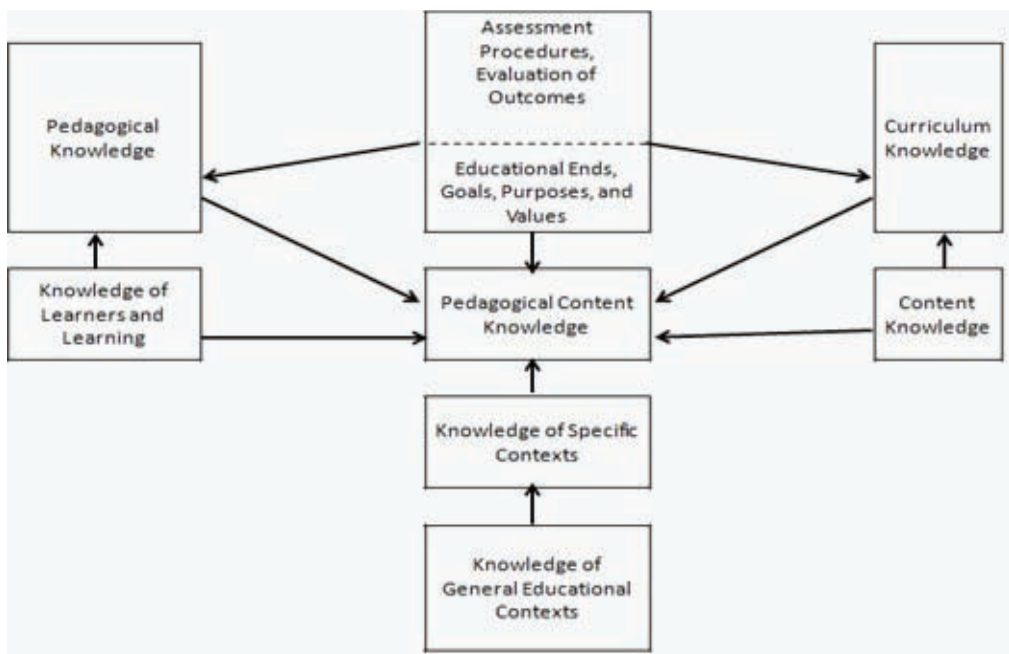 Assessment
Procedures,
Evaluation of
Outcomes
Pedagogical
Knowledge
Curriculum
Knowledge
Educational Ends,
Goals, Purposes, and
Values
Knowledge of
Learners and
Learning
Pedagogical Content
Knowledge
Content
Knowledge
Knowledge of Specific
Contexts
Knowledge of
General Educational
Contexts